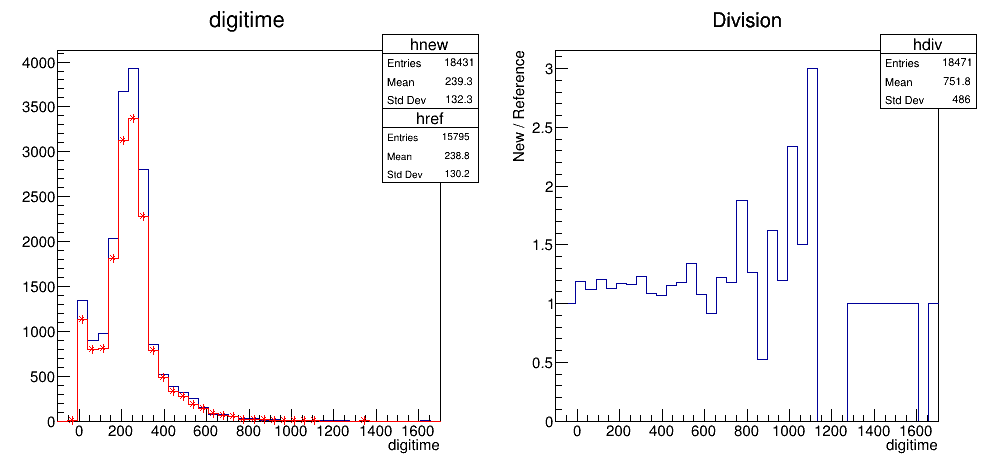 digitime
hnew
Entries 18431
Mean 239.3
Std Dev 132.3
href
Entries 15795
Mean 238.8
Std Dev 130.2
4000
3500
3000
2500
2000
1500
1000
500
0
0 200 400 600 800 1000 1200 1400 1600
digitime
Division
hdiv
Entries 18471
Mean 751.8
Std Dev 486
New / Reference
3
2.5
2
1.5
1
0.5
0
0 200 400 600 800 1000 1200 1400 1600
digitime